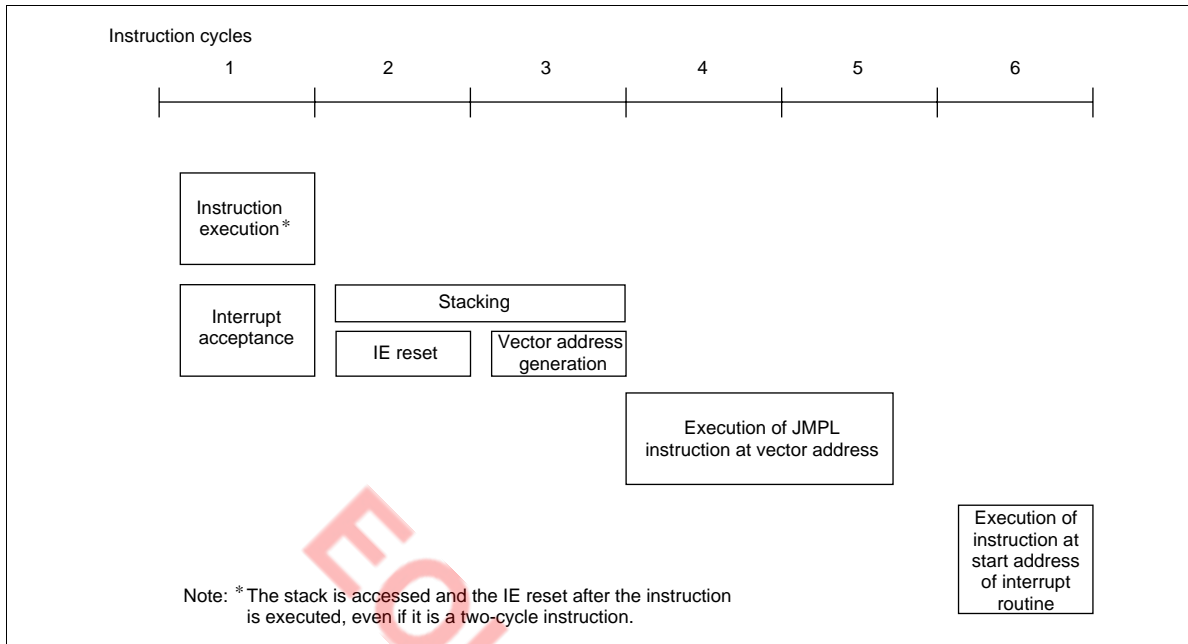 Instruction cycles
1 2 3 4 5 6
Instruction
execution*
Interrupt
acceptance
Stacking
IE reset
Vector address
generation
Execution of JMPL
instruction at vector address
Execution of
instruction at
start address
of interrupt
routine
Note: * The stack is accessed and the IE reset after the instruction
is executed, even if it is a two-cycle instruction.